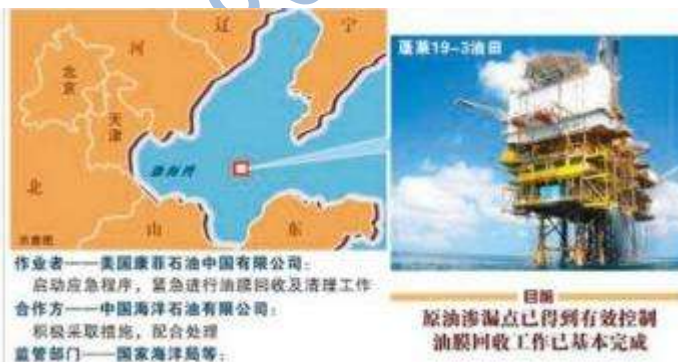 辽 宁
河
北京
天津
渤海湾
北
山 东
示意图
蓬莱19-3油田
作业者——美国康菲石油中国有限公司：
启动应急程序，紧急进行油膜回收及清理工作
合作方——中国海洋石油有限公司：
积极采取措施，配合处理
监管部门——国家海洋局等：
目前
原油渗漏点已得到有效控制
油膜回收工作已基本完成